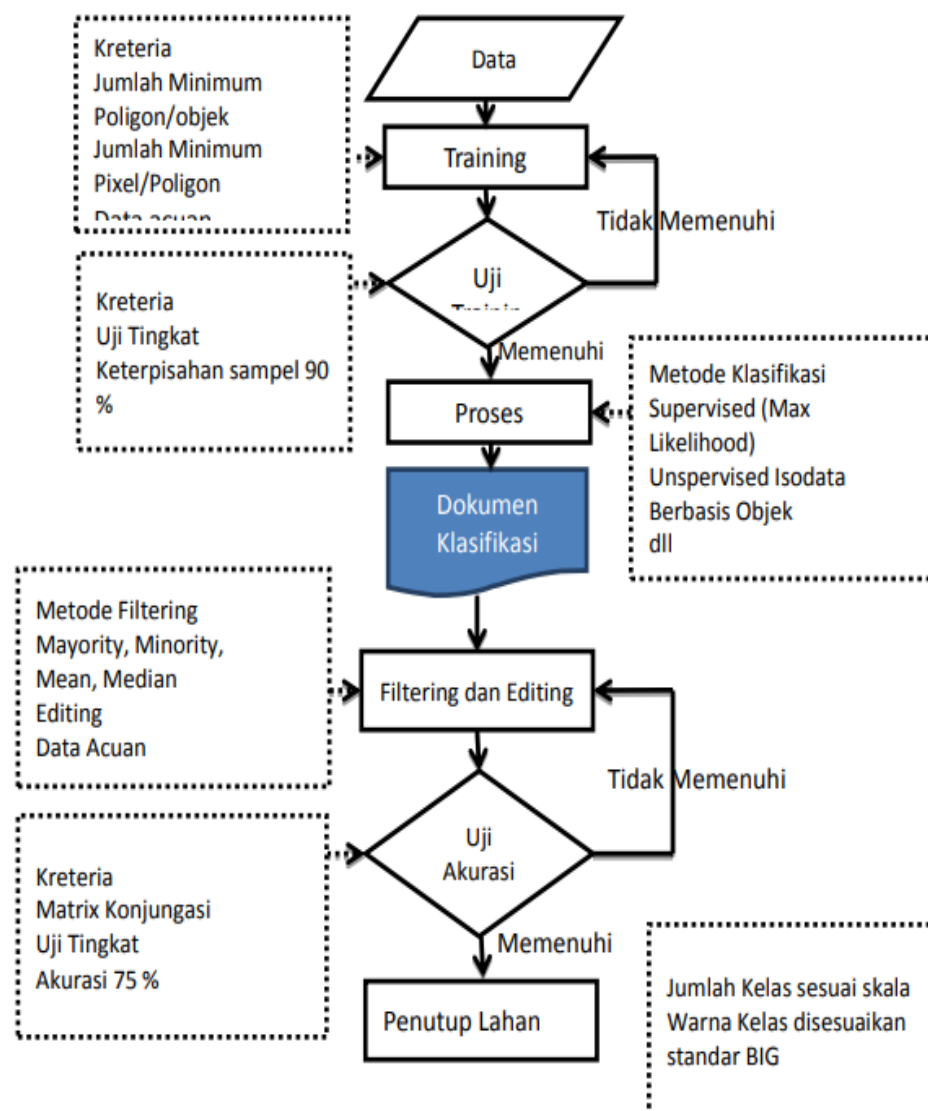 Data
Kreteria
Jumlah Minimum
Poligon/objek
Jumlah Minimum
Pixel/Poligon
Data acuan
Training
Tidak Memenuhi
Uji
Kreteria
Uji Tingkat
Keterpisahan sampel 90
%
Memenuhi
Proses
Metode Klasifikasi
Supervised (Max
Likelihood)
Unspervised Isodata
Berbasis Objek
dll
Dokumen
Klasifikasi
Metode Filtering
Mayority, Minority,
Mean, Median
Editing
Data Acuan
Filtering dan Editing
Tidak Memenuhi
Uji
Akurasi
Kreteria
Matrix Konjungasi
Uji Tingkat
Akurasi 75 %
Memenuhi
Penutup Lahan
Jumlah Kelas sesuai skala
Warna Kelas disesuaikan
standar BIG